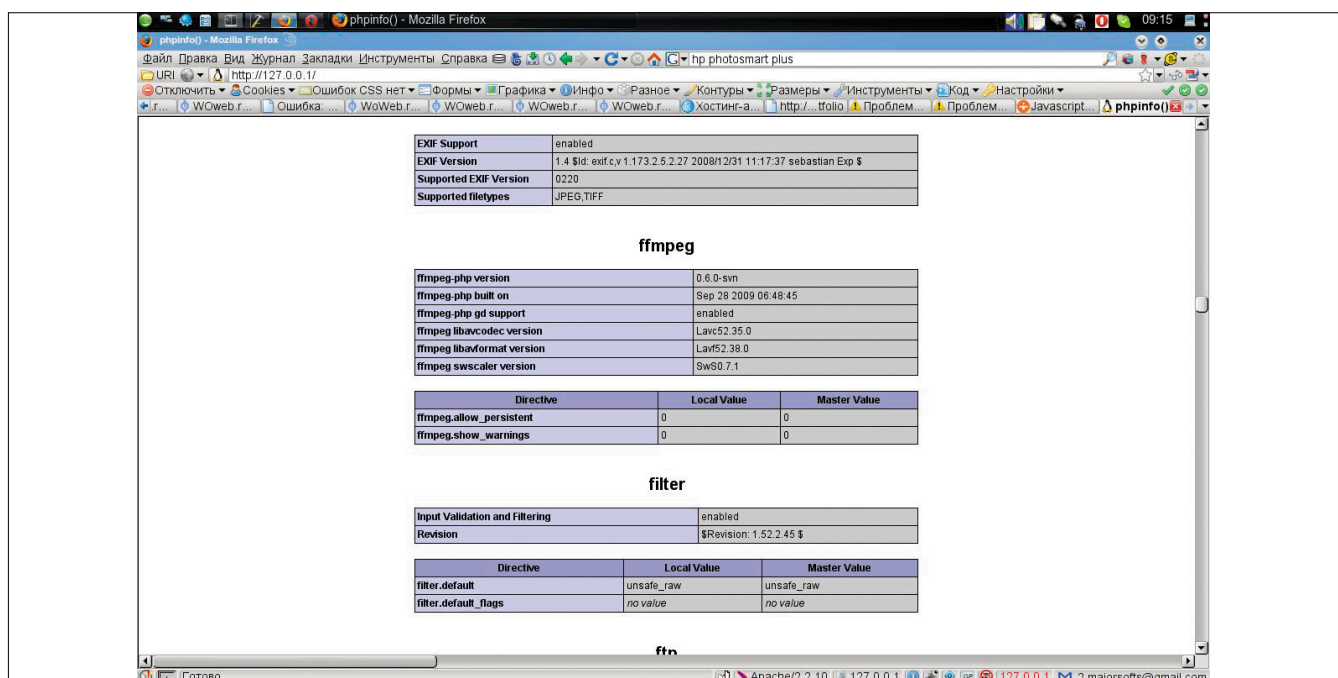 phpinfo() - Mozilla Firefox
09:15
phpinfo() - Mozilla Firefox
Файл Правка Вид Журнал Закладки Инструменты Справка hp photosmart plus
URI http://127.0.0.1/
Отключить Cookies Ошибок CSS нет Формы Графика Инфо Разное Контуры Размеры Инструменты Код Настройки
.r... WOweb.r... Ошибка: ... WoWeb.r... WOweb.r... WOweb.r... WOweb.r... Хостинг-а... http:/...tfolio Проблем... Проблем... Javascript... phpinfo()
EXIF Support enabled
EXIF Version 1.4 $Id: exif.c,v 1.173.2.5.2.27 2008/12/31 11:17:37 sebastian Exp $
Supported EXIF Version 0220
Supported filetypes JPEG,TIFF
ffmpeg
ffmpeg-php version 0.6.0-svn
ffmpeg-php built on Sep 28 2009 06:48:45
ffmpeg-php gd support enabled
ffmpeg libavcodec version Lavc52.35.0
ffmpeg libavformat version Lavf52.38.0
ffmpeg swscaler version SwS0.7.1
Directive Local Value Master Value
ffmpeg.allow_persistent 0 0
ffmpeg.show_warnings 0 0
filter
Input Validation and Filtering enabled
Revision $Revision: 1.52.2.45 $
Directive Local Value Master Value
filter.default unsafe_raw unsafe_raw
filter.default_flags no value no value
ftp
Готово Apache/2.2.10 127.0.0.1 127.0.0.1 2 majorsofts@gmail.com